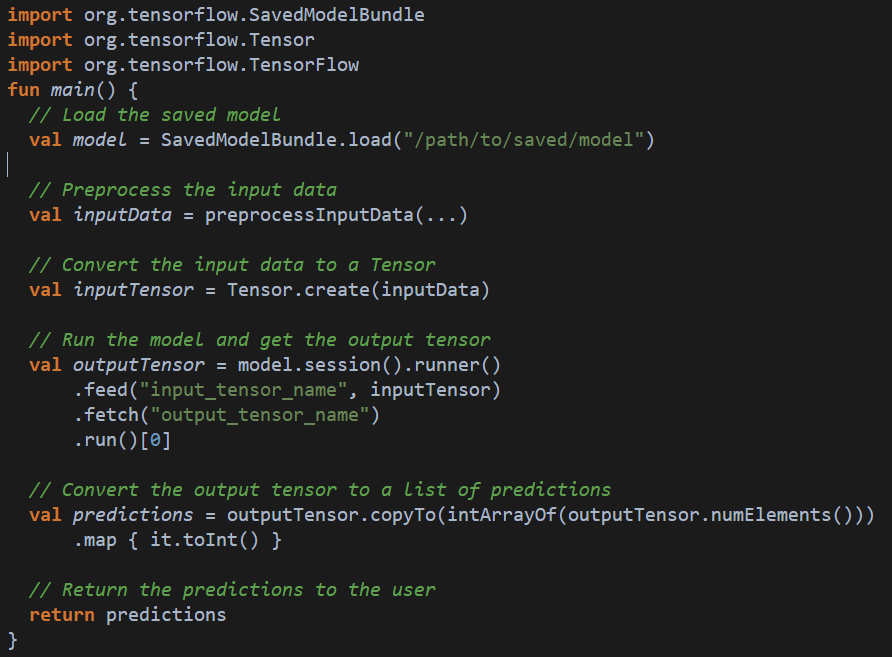 import org.tensorflow.SavedModelBundle
import org.tensorflow.Tensor
import org.tensorflow.TensorFlow
fun main() {
  // Load the saved model
  val model = SavedModelBundle.load("/path/to/saved/model")

  // Preprocess the input data
  val inputData = preprocessInputData(...)

  // Convert the input data to a Tensor
  val inputTensor = Tensor.create(inputData)

  // Run the model and get the output tensor
  val outputTensor = model.session().runner()
      .feed("input_tensor_name", inputTensor)
      .fetch("output_tensor_name")
      .run()[0]

  // Convert the output tensor to a list of predictions
  val predictions = outputTensor.copyTo(intArrayOf(outputTensor.numElements()))
      .map { it.toInt() }

  // Return the predictions to the user
  return predictions
}